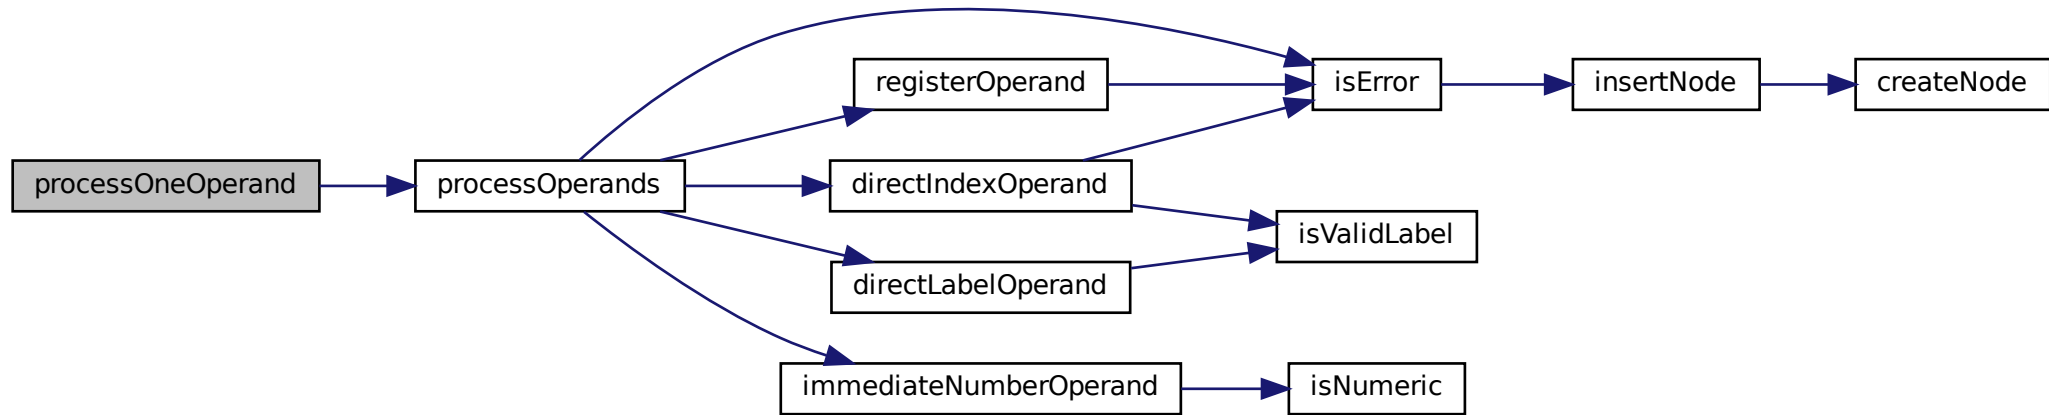 processOneOperand
processOperands
registerOperand
directIndexOperand
directLabelOperand
immediateNumberOperand
isError
isValidLabel
isNumeric
insertNode
createNode